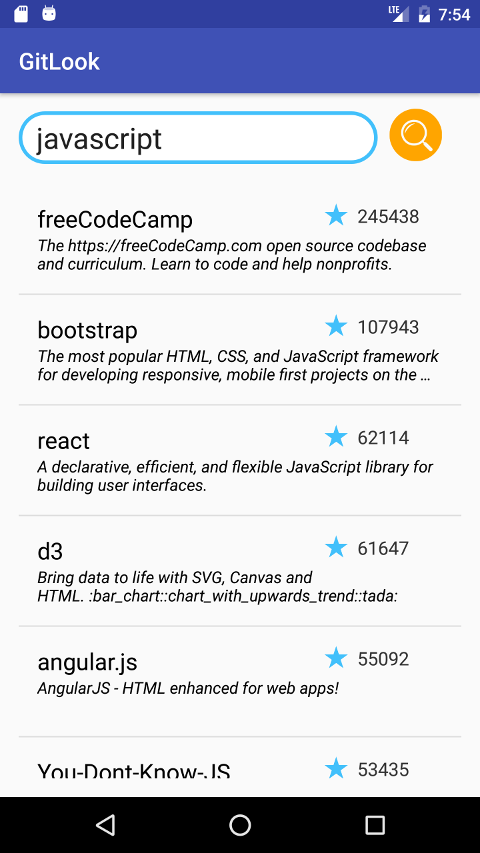 LTE 7:54
GitLook
javascript
freeCodeCamp 245438
The https://freeCodeCamp.com open source codebase
and curriculum. Learn to code and help nonprofits.
bootstrap 107943
The most popular HTML, CSS, and JavaScript framework
for developing responsive, mobile first projects on the ...
react 62114
A declarative, efficient, and flexible JavaScript library for
building user interfaces.
d3 61647
Bring data to life with SVG, Canvas and
HTML. :bar_chart::chart_with_upwards_trend::tada:
angular.js 55092
AngularJS - HTML enhanced for web apps!
You-Dont-Know-JS 53435